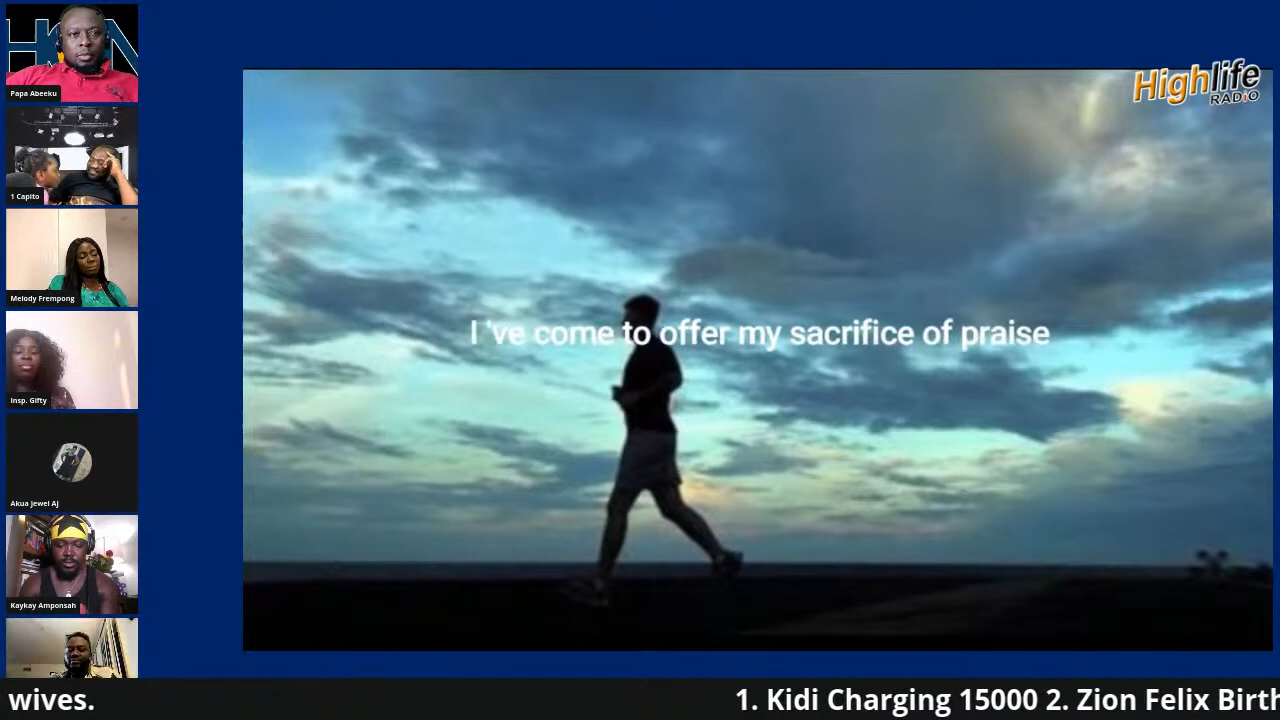 Papa Abeeku
1 Capito
Melody Frempong
Insp. Gifty
Akua Jewel AJ
Kaykay Amponsah
Highlife
RADIO
I 've come to offer my sacrifice of praise
wives.
1. Kidi Charging 15000 2. Zion Felix Birth